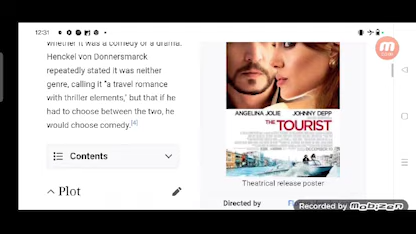 12:31
whether it was a comedy or a drama.
Henckel von Donnersmarck
repeatedly stated it was neither
genre, calling it "a travel romance
with thriller elements," but that if he
had to choose between the two, he
would choose comedy.[4]
Contents
Plot
ANGELINA JOLIE JOHNNY DEPP
THE TOURIST
Theatrical release poster
Directed by
Recorded by
mobizen